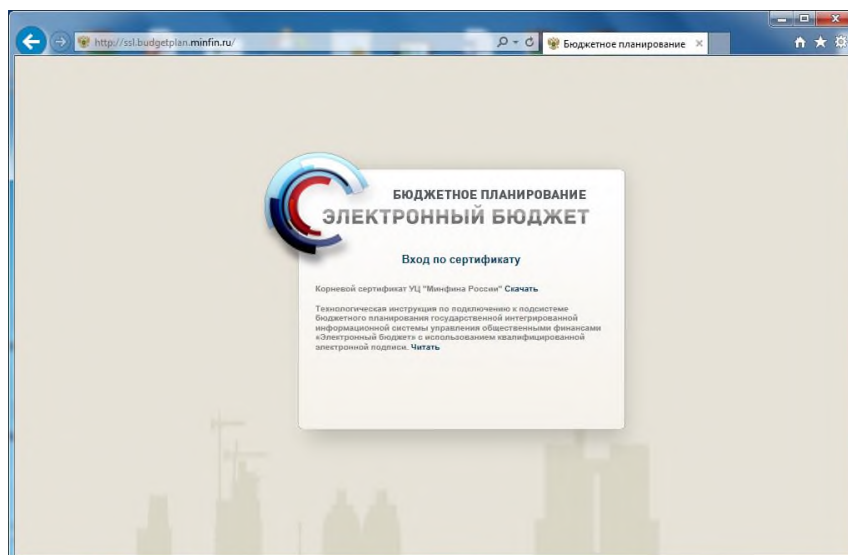 http://ssl.budgetplan.minfin.ru/
Бюджетное планирование
БЮДЖЕТНОЕ ПЛАНИРОВАНИЕ
ЭЛЕКТРОННЫЙ БЮДЖЕТ
Вход по сертификату
Корневой сертификат УЦ "Минфина России" Скачать
Технологическая инструкция по подключению к подсистеме
бюджетного планирования государственной интегрированной
информационной системы управления общественными финансами
«Электронный бюджет» с использованием квалифицированной
электронной подписи. Читать